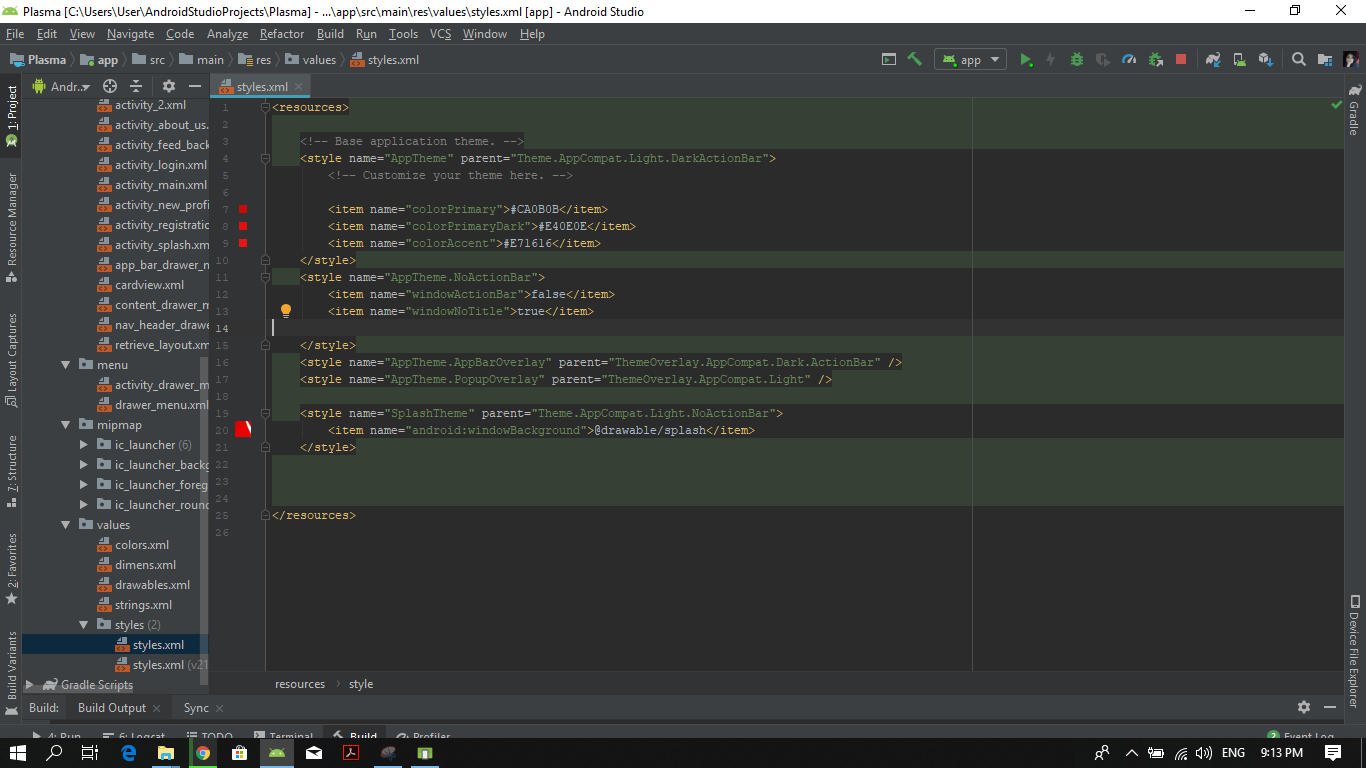 Plasma [C:\Users\User\AndroidStudioProjects\Plasma] - ...\app\src\main\res\values\styles.xml [app] - Android Studio
File Edit View Navigate Code Analyze Refactor Build Run Tools VCS Window Help
Plasma app src main res values styles.xml
app
1: Project
Resource Manager
Layout Captures
7: Structure
2: Favorites
Build Variants
Andr..
activity_2.xml
activity_about_us.
activity_feed_back
activity_login.xml
activity_main.xml
activity_new_profi
activity_registratic
activity_splash.xm
app_bar_drawer_n
cardview.xml
content_drawer_m
nav_header_drawe
retrieve_layout.xm
menu
activity_drawer_m
drawer_menu.xml
mipmap
ic_launcher (6)
ic_launcher_backg
ic_launcher_foreg
ic_launcher_round
values
colors.xml
dimens.xml
drawables.xml
strings.xml
styles (2)
styles.xml
styles.xml (v21
Gradle Scripts
styles.xml
1 <resources>
2
3 <!-- Base application theme. -->
4 <style name="AppTheme" parent="Theme.AppCompat.Light.DarkActionBar">
5 <!-- Customize your theme here. -->
6
7 <item name="colorPrimary">#CA0B0B</item>
8 <item name="colorPrimaryDark">#E40E0E</item>
9 <item name="colorAccent">#E71616</item>
10 </style>
11 <style name="AppTheme.NoActionBar">
12 <item name="windowActionBar">false</item>
13 <item name="windowNoTitle">true</item>
14
15 </style>
16 <style name="AppTheme.AppBarOverlay" parent="ThemeOverlay.AppCompat.Dark.ActionBar" />
17 <style name="AppTheme.PopupOverlay" parent="ThemeOverlay.AppCompat.Light" />
18
19 <style name="SplashTheme" parent="Theme.AppCompat.Light.NoActionBar">
20 <item name="android:windowBackground">@drawable/splash</item>
21 </style>
22
23
24
25 </resources>
26
resources style
Gradle
Device File Explorer
Build: Build Output Sync
4: Run 6: Logcat TODO Terminal Build Profiler 2 Event Log
ENG 9:13 PM